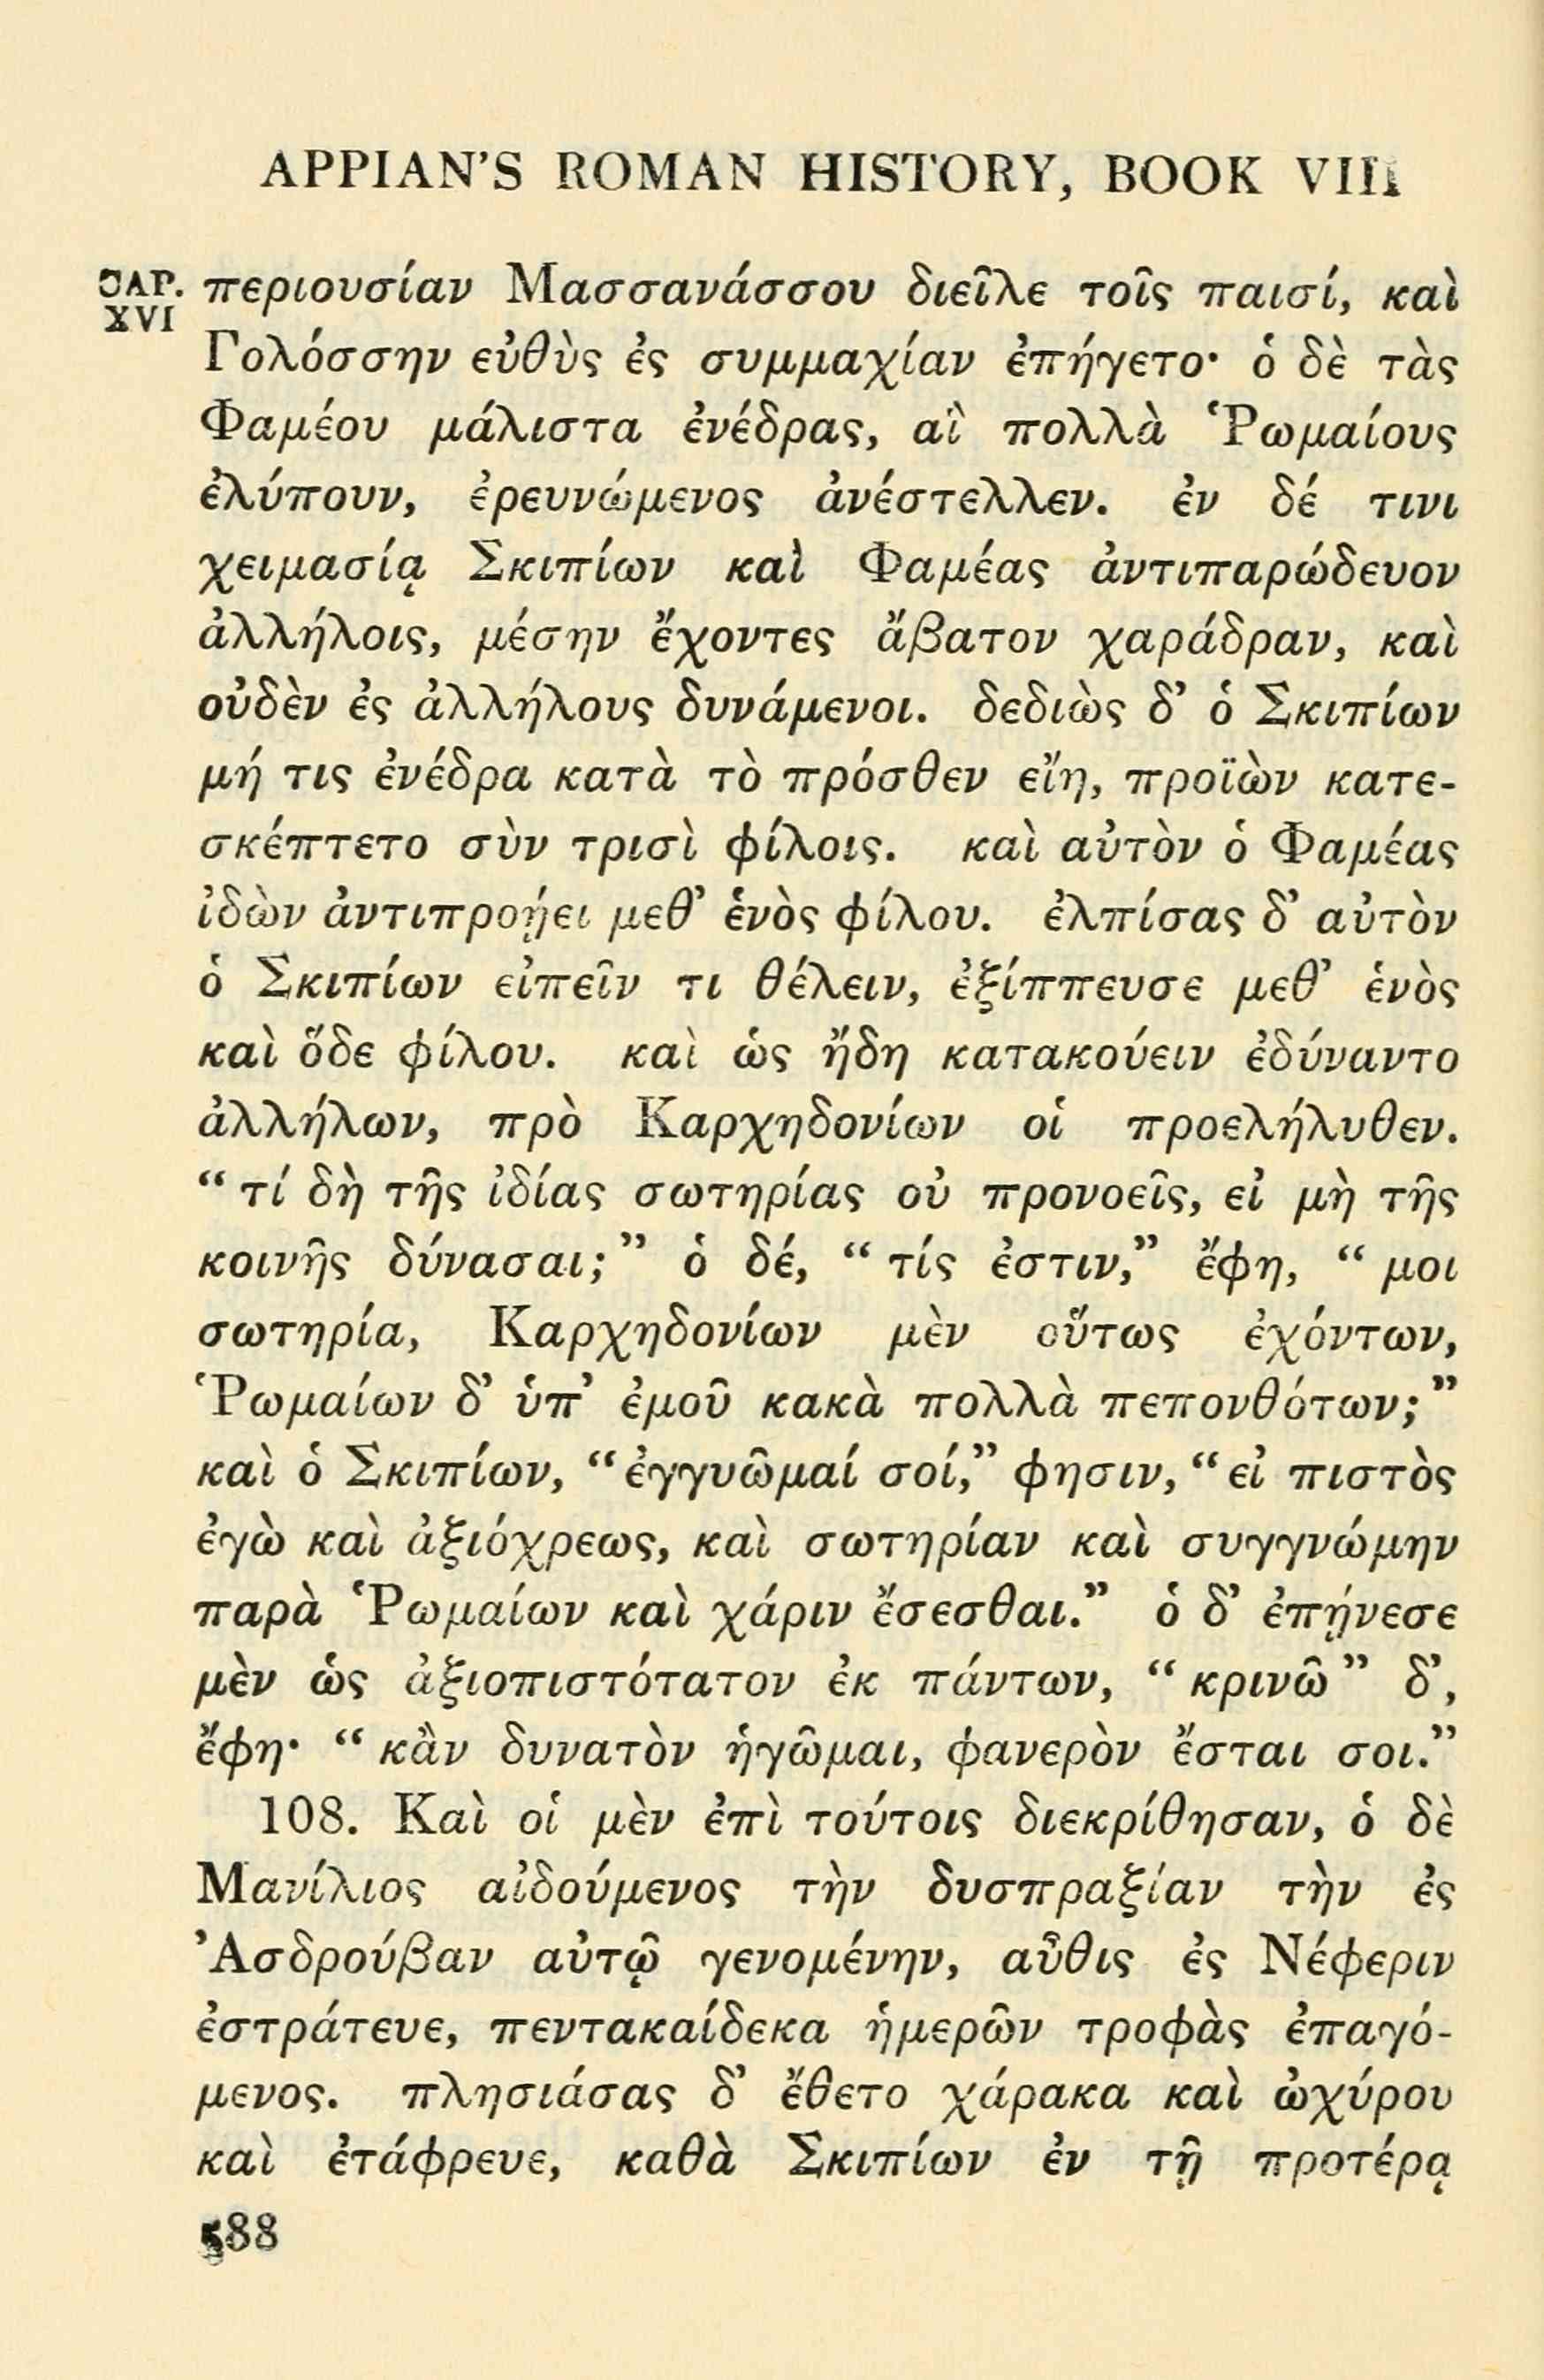 APPIAN'S ROMAN HISTORY, BOOK VIII
CAP. XVI
περιουσίαν Μασσανάσσου διεῖλε τοῖς παισί, καὶ
Γολόσσην εὐθὺς ἐς συμμαχίαν ἐπήγετο· ὁ δὲ τὰς
Φαμέου μάλιστα ἐνέδρας, αἳ πολλὰ Ῥωμαίους
ἐλύπουν, ἐρευνώμενος ἀνέστελλεν. ἐν δέ τινι
χειμασίᾳ Σκιπίων καὶ Φαμέας ἀντιπαρώδευον
ἀλλήλοις, μέσην ἔχοντες ἄβατον χαράδραν, καὶ
οὐδὲν ἐς ἀλλήλους δυνάμενοι. δεδιὼς δ' ὁ Σκιπίων
μή τις ἐνέδρα κατὰ τὸ πρόσθεν εἴη, προϊὼν κατε-
σκέπτετο σὺν τρισὶ φίλοις. καὶ αὐτὸν ὁ Φαμέας
ἰδὼν ἀντιπροῄει μεθ' ἑνὸς φίλου. ἐλπίσας δ' αὐτὸν
ὁ Σκιπίων εἰπεῖν τι θέλειν, ἐξίππευσε μεθ' ἑνὸς
καὶ ὅδε φίλου. καὶ ὡς ἤδη κατακούειν ἐδύναντο
ἀλλήλων, πρὸ Καρχηδονίων οἱ προελήλυθεν.
“τί δὴ τῆς ἰδίας σωτηρίας οὐ προνοεῖς, εἰ μὴ τῆς
κοινῆς δύνασαι;” ὁ δέ, “τίς ἐστιν,” ἔφη, “μοι
σωτηρία, Καρχηδονίων μὲν οὕτως ἐχόντων,
Ῥωμαίων δ' ὑπ' ἐμοῦ κακὰ πολλὰ πεπονθότων;”
καὶ ὁ Σκιπίων, “ἐγγυῶμαί σοί,” φησιν, “εἰ πιστὸς
ἐγὼ καὶ ἀξιόχρεως, καὶ σωτηρίαν καὶ συγγνώμην
παρὰ Ῥωμαίων καὶ χάριν ἔσεσθαι.” ὁ δ' ἐπῄνεσε
μὲν ὡς ἀξιοπιστότατον ἐκ πάντων, “κρινῶ” δ',
ἔφη· “κἂν δυνατὸν ἡγῶμαι, φανερὸν ἔσται σοι.”
108. Καὶ οἱ μὲν ἐπὶ τούτοις διεκρίθησαν, ὁ δὲ
Μανίλιος αἰδούμενος τὴν δυσπραξίαν τὴν ἐς
Ἀσδρούβαν αὐτῷ γενομένην, αὖθις ἐς Νέφεριν
ἐστράτευε, πεντακαίδεκα ἡμερῶν τροφὰς ἐπαγό-
μενος. πλησιάσας δ' ἔθετο χάρακα καὶ ὠχύρου
καὶ ἐτάφρευε, καθὰ Σκιπίων ἐν τῇ προτέρᾳ
588